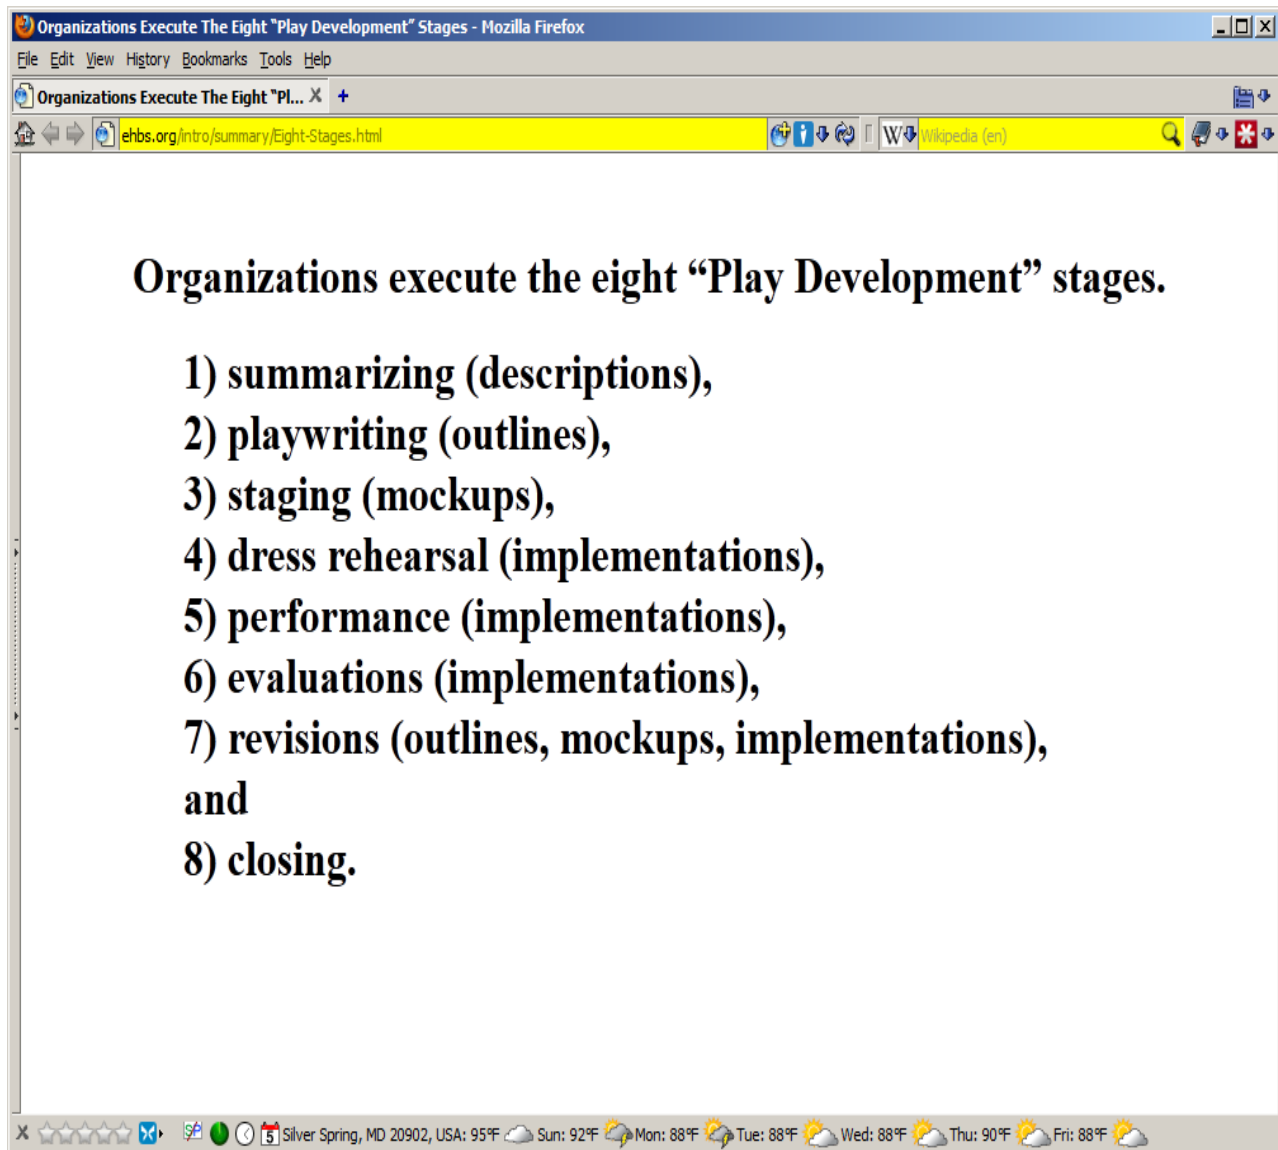 Organizations Execute The Eight “Play Development” Stages - Mozilla Firefox
File Edit View History Bookmarks Tools Help
Organizations Execute The Eight “Pl... X +
ehbs.org/intro/summary/Eight-Stages.html W Wikipedia (en)
Organizations execute the eight “Play Development” stages.
1) summarizing (descriptions),
2) playwriting (outlines),
3) staging (mockups),
4) dress rehearsal (implementations),
5) performance (implementations),
6) evaluations (implementations),
7) revisions (outlines, mockups, implementations),
and
8) closing.
X SP 5 Silver Spring, MD 20902, USA: 95°F Sun: 92°F Mon: 88°F Tue: 88°F Wed: 88°F Thu: 90°F Fri: 88°F